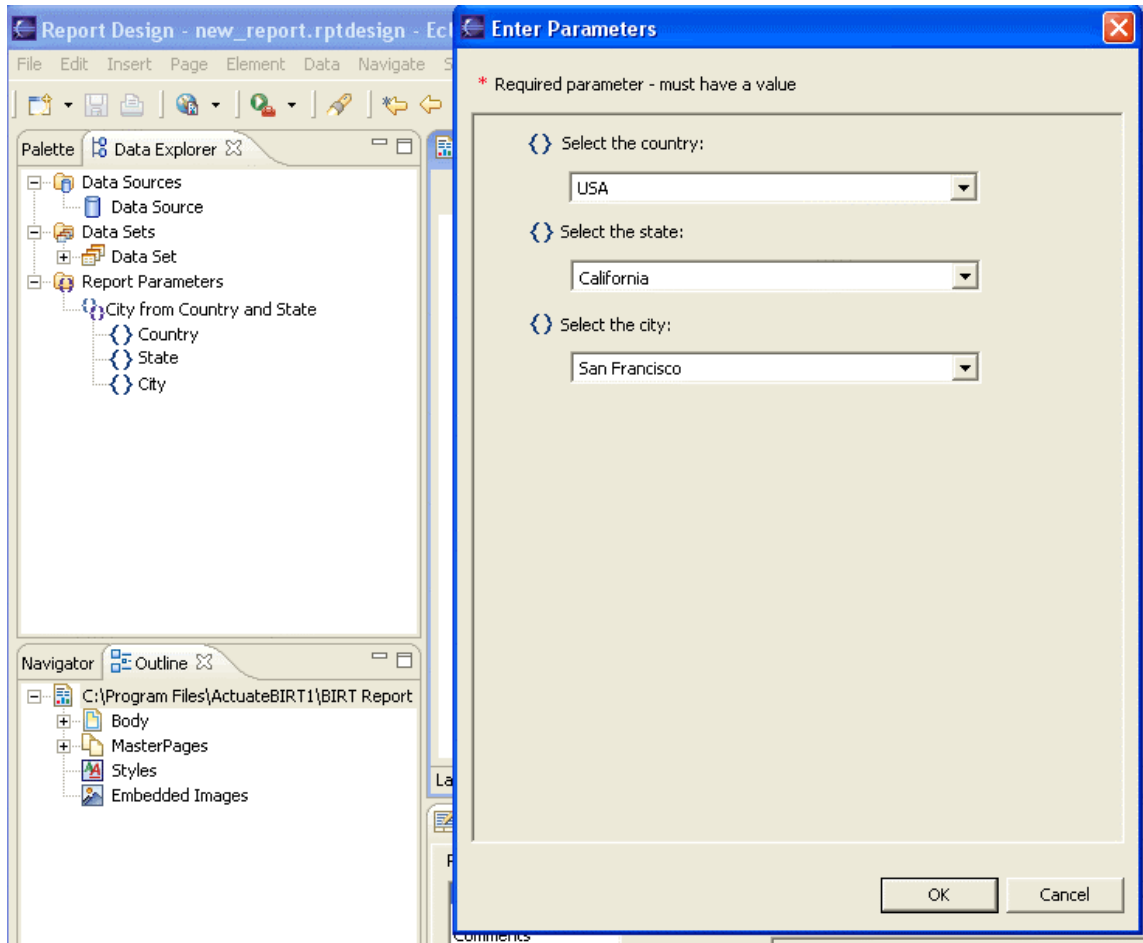 Report Design - new_report.rptdesign - Ecl
File Edit Insert Page Element Data Navigate S
Palette Data Explorer
Data Sources
Data Source
Data Sets
Data Set
Report Parameters
City from Country and State
Country
State
City
Navigator Outline
C:\Program Files\ActuateBIRT1\BIRT Report
Body
MasterPages
Styles
Embedded Images
La
Comments
Enter Parameters
* Required parameter - must have a value
{} Select the country:
USA
{} Select the state:
California
{} Select the city:
San Francisco
OK Cancel